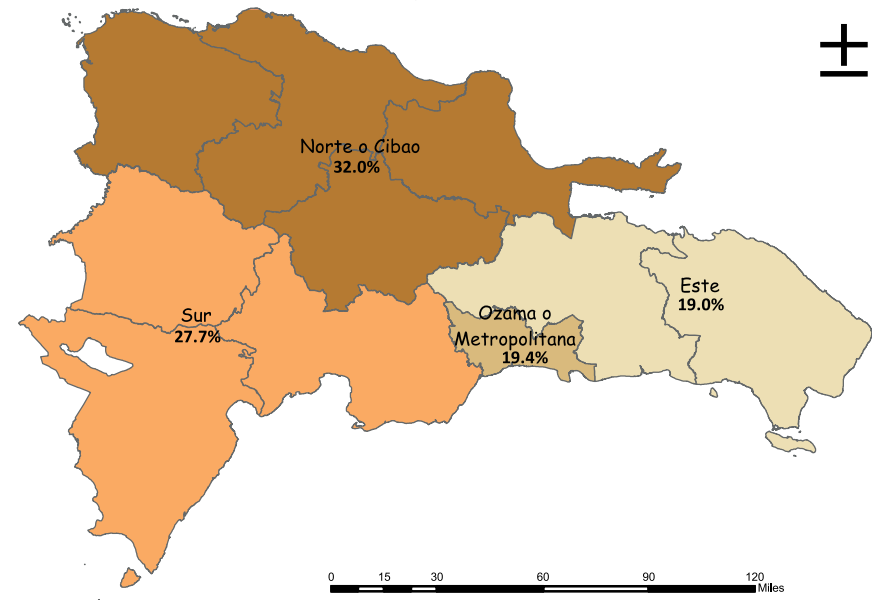 Norte o Cibao
32.0%
Este
19.0%
Sur
27.7%
Ozama o
Metropolitana
19.4%
0 15 30 60 90 120
Miles